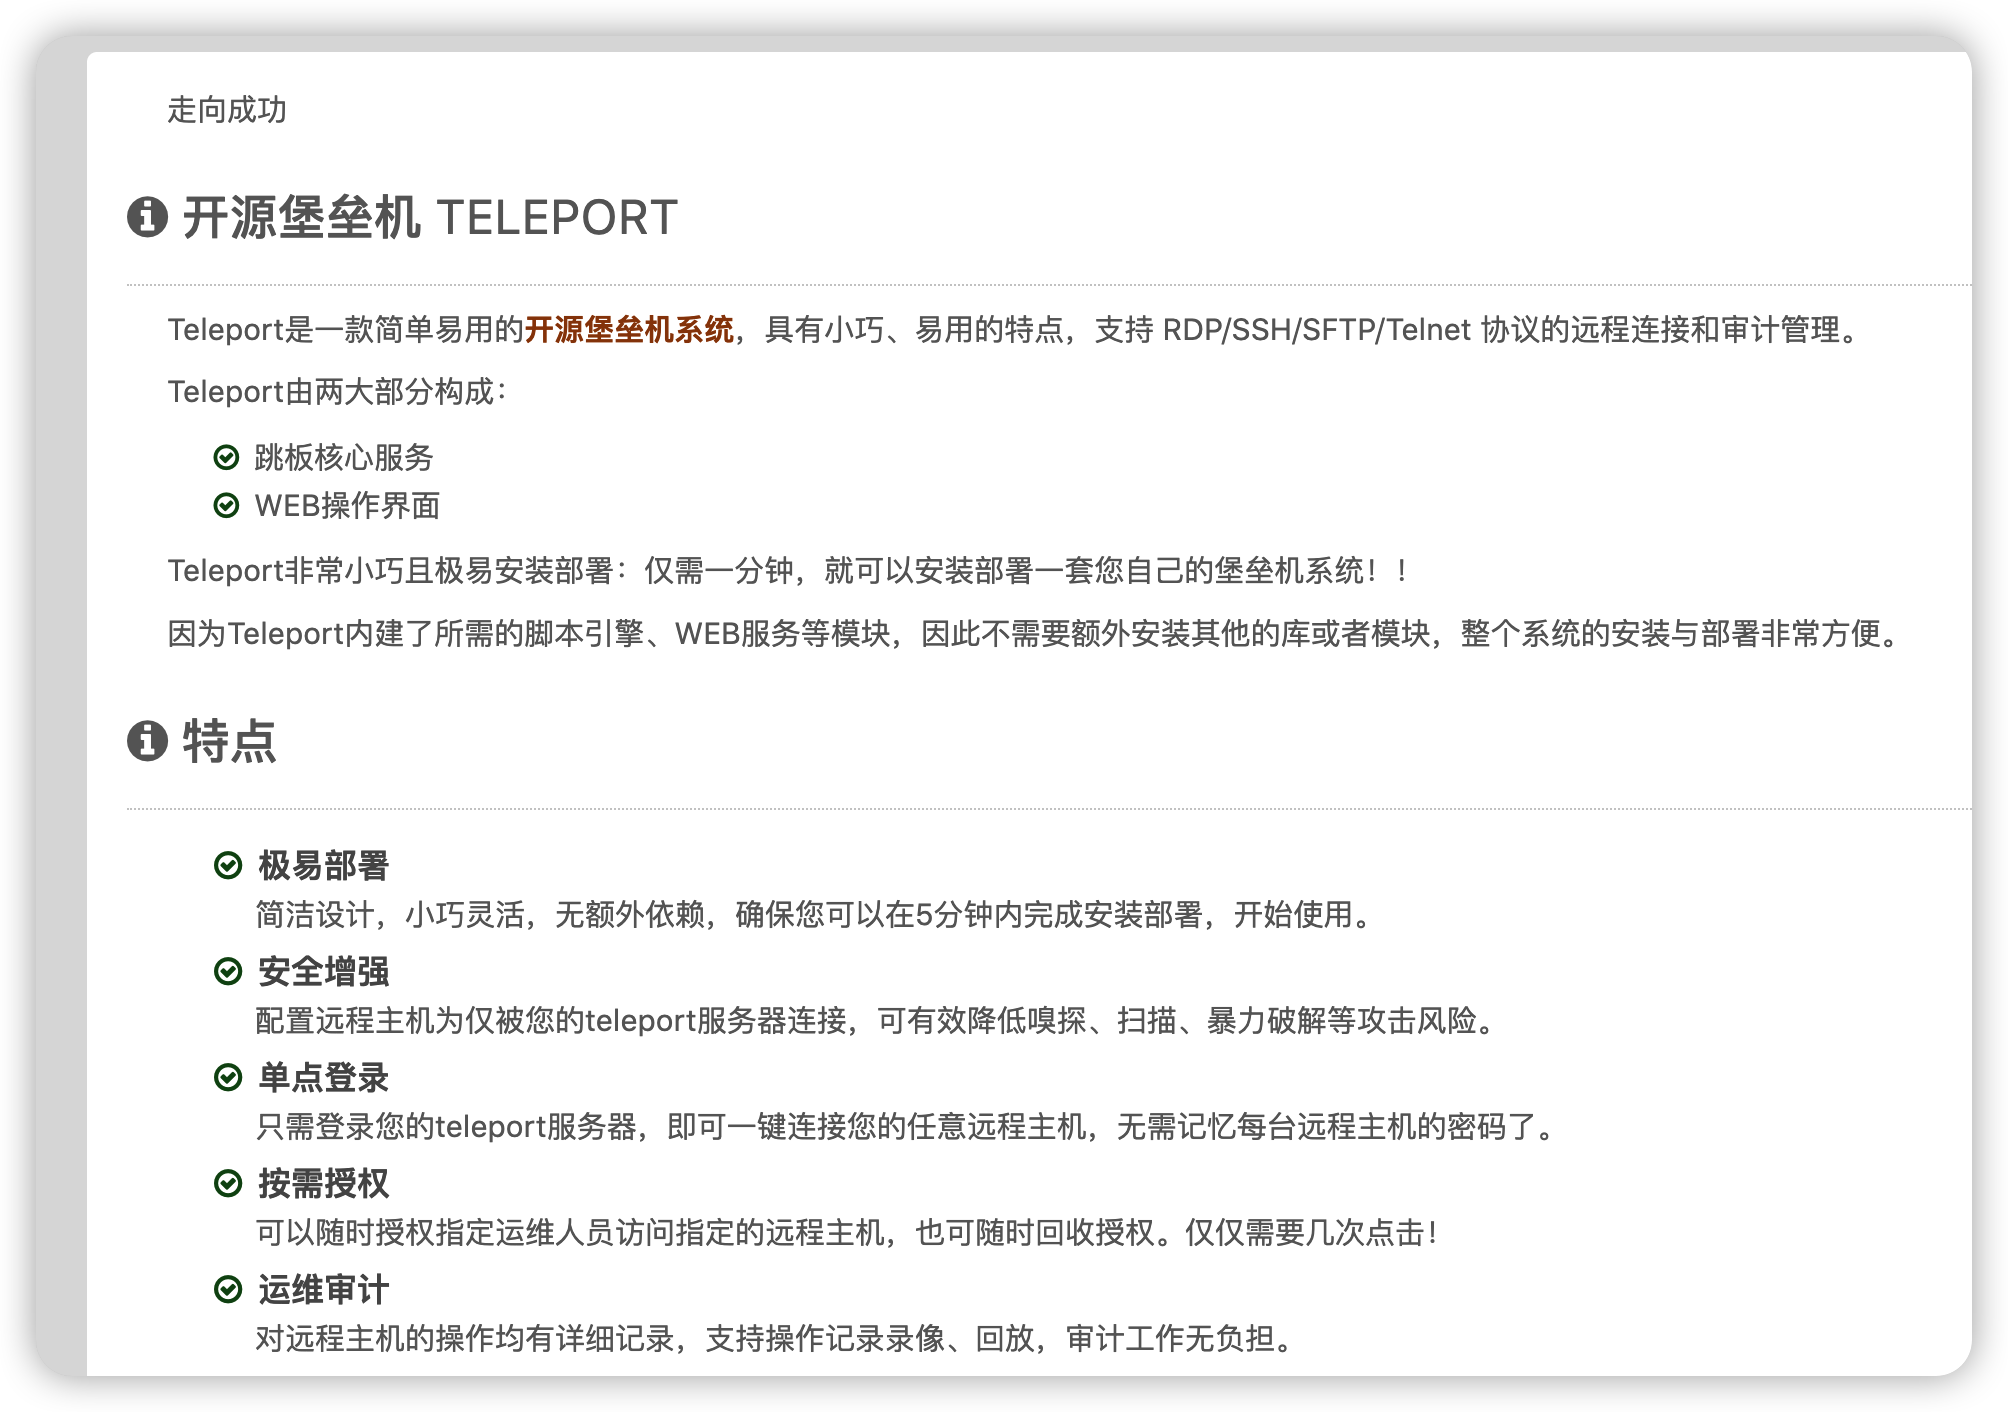 走向成功
开源堡垒机 TELEPORT
Teleport是一款简单易用的开源堡垒机系统，具有小巧、易用的特点，支持 RDP/SSH/SFTP/Telnet 协议的远程连接和审计管理。
Teleport由两大部分构成：
跳板核心服务
WEB操作界面
Teleport非常小巧且极易安装部署：仅需一分钟，就可以安装部署一套您自己的堡垒机系统！！
因为Teleport内建了所需的脚本引擎、WEB服务等模块，因此不需要额外安装其他的库或者模块，整个系统的安装与部署非常方便。
特点
极易部署
简洁设计，小巧灵活，无额外依赖，确保您可以在5分钟内完成安装部署，开始使用。
安全增强
配置远程主机为仅被您的teleport服务器连接，可有效降低嗅探、扫描、暴力破解等攻击风险。
单点登录
只需登录您的teleport服务器，即可一键连接您的任意远程主机，无需记忆每台远程主机的密码了。
按需授权
可以随时授权指定运维人员访问指定的远程主机，也可随时回收授权。仅仅需要几次点击！
运维审计
对远程主机的操作均有详细记录，支持操作记录录像、回放，审计工作无负担。